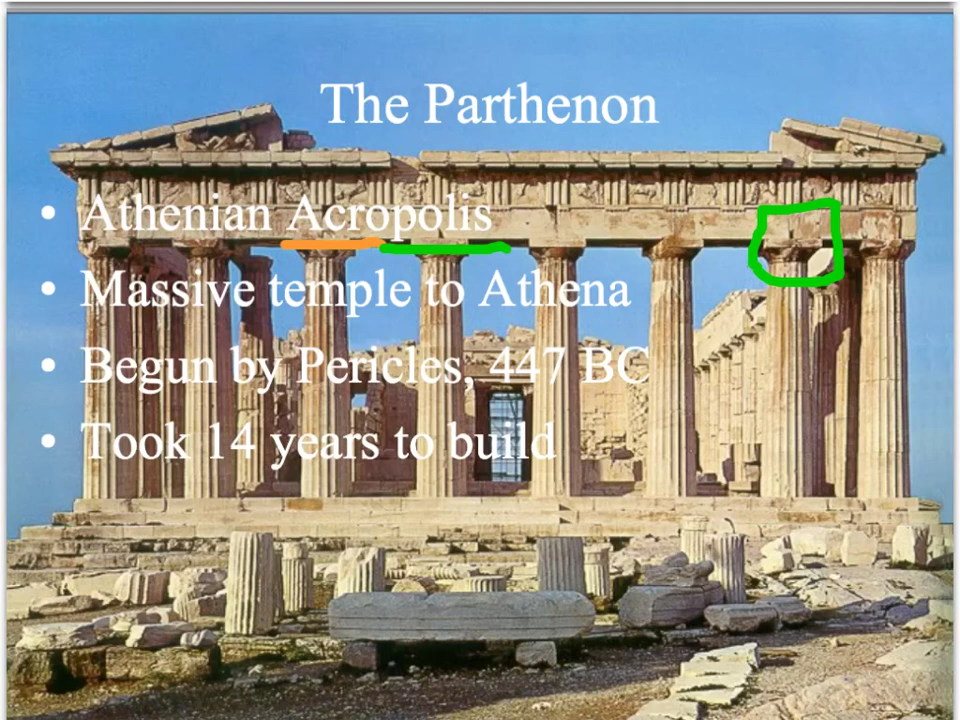 The Parthenon
• Athenian Acropolis
• Massive temple to Athena
• Begun by Pericles, 447 BC
• Took 14 years to build